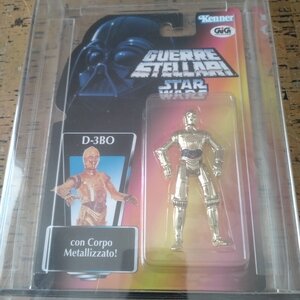 Kenner
GiG
GUERRE
STELLARI
STAR
WARS
D-3BO
con Corpo
Metallizzato!